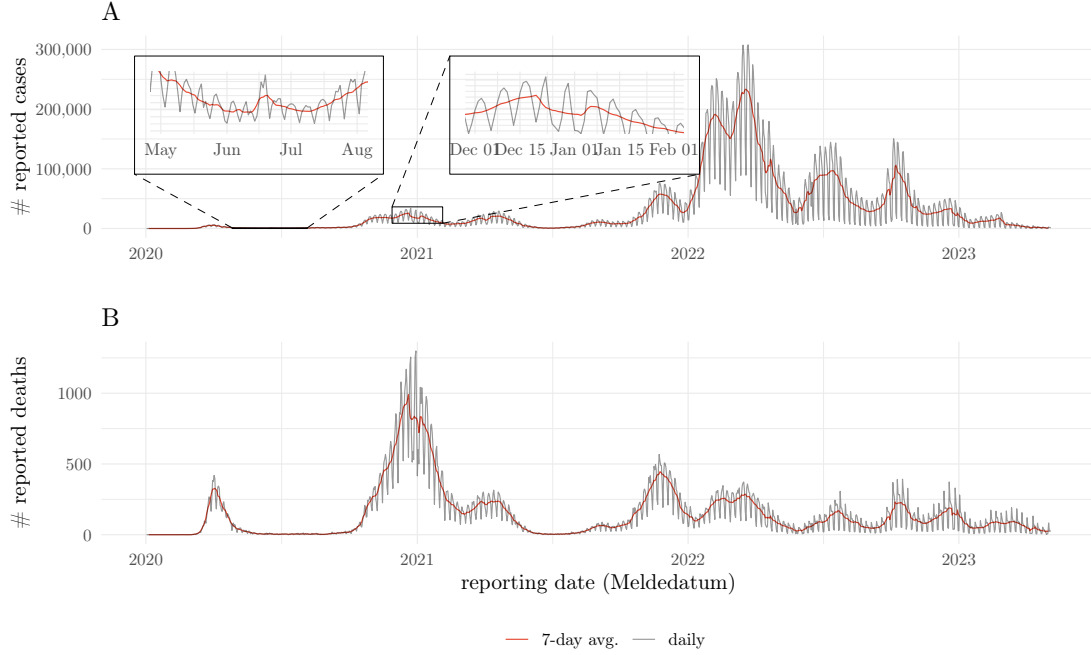 A
# reported cases
300,000
200,000
100,000
0
May Jun Jul Aug
Dec 01 Dec 15 Jan 01 Jan 15 Feb 01
2020 2021 2022 2023
B
# reported deaths
1000
500
0
2020 2021 2022 2023
reporting date (Meldedatum)
7-day avg. daily